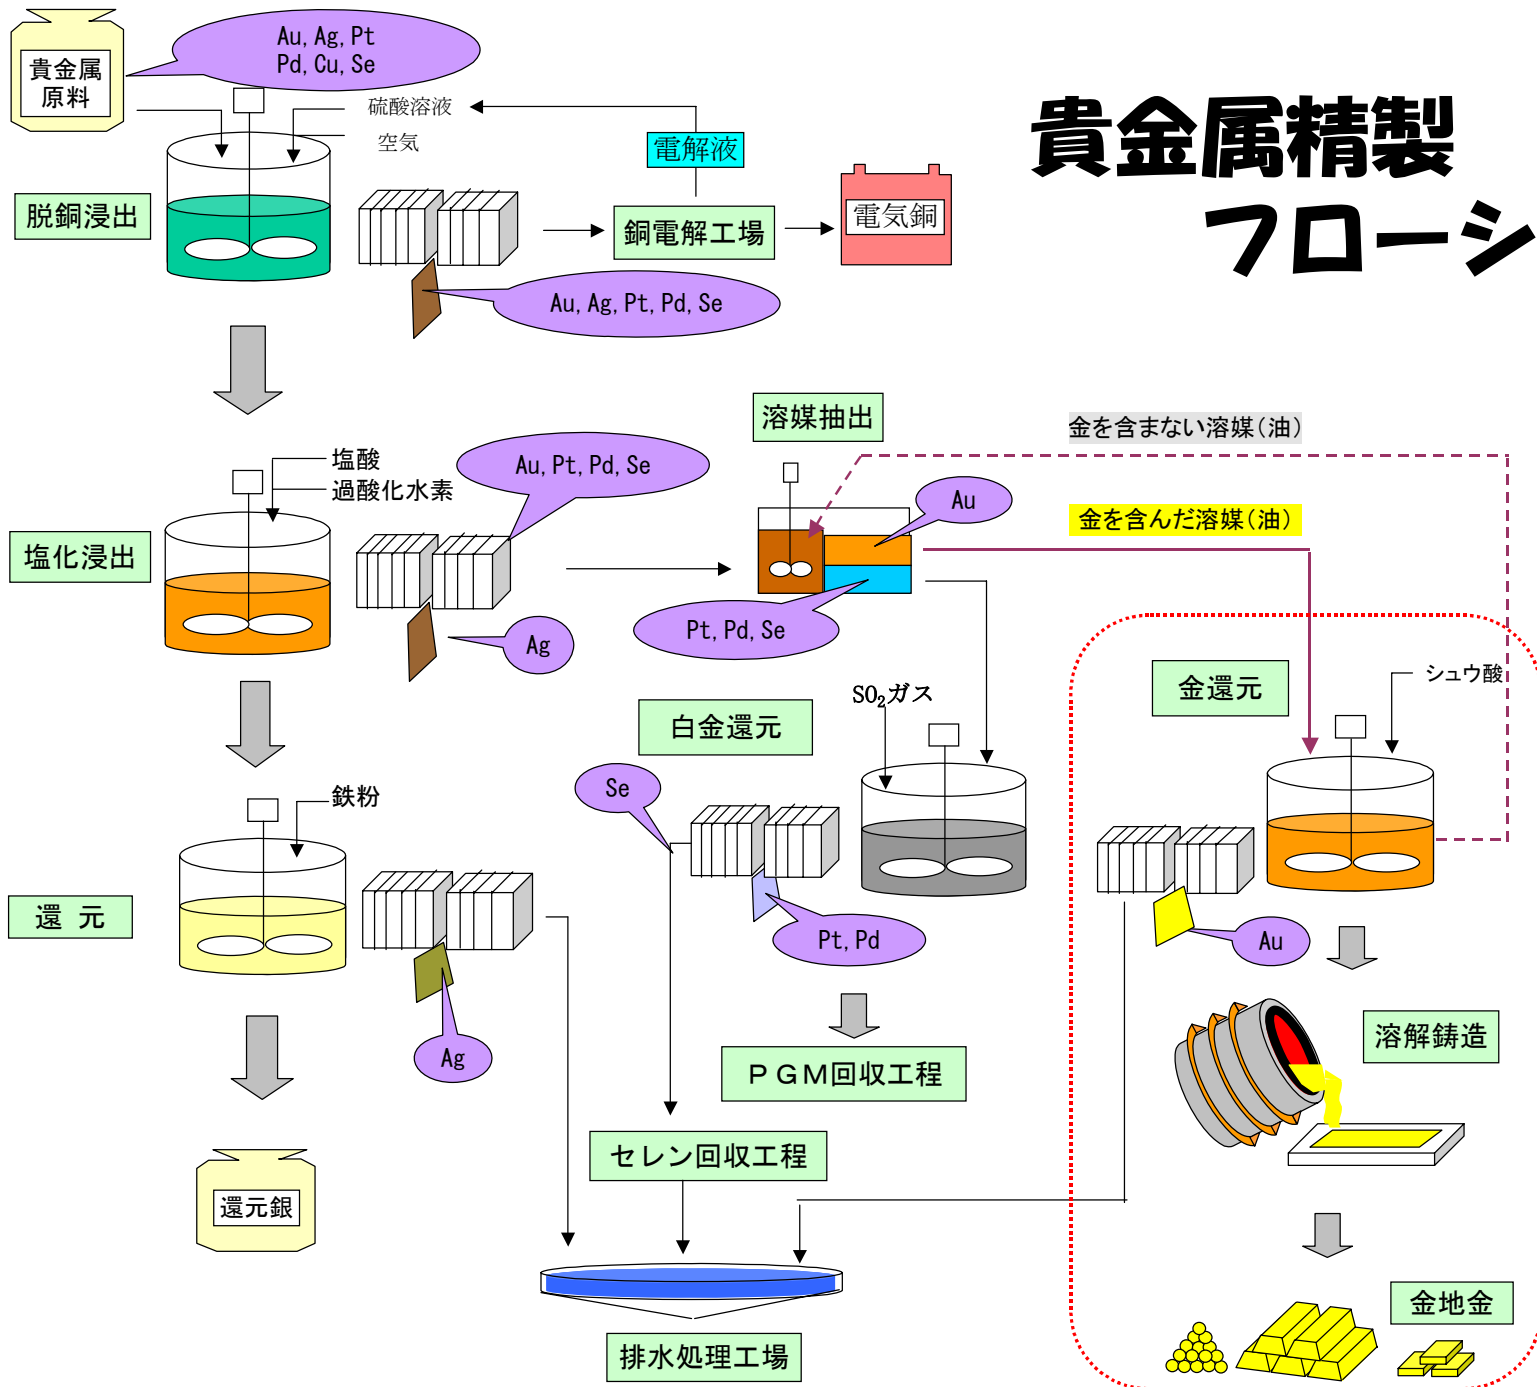 貴金属精製
フローシ
貴金属
原料
Au, Ag, Pt
Pd, Cu, Se
硫酸溶液
空気
電解液
脱銅浸出
銅電解工場
電気銅
Au, Ag, Pt, Pd, Se
溶媒抽出
金を含まない溶媒(油)
塩酸
過酸化水素
Au, Pt, Pd, Se
Au
金を含んだ溶媒(油)
塩化浸出
Ag
Pt, Pd, Se
金還元
シュウ酸
SO₂ガス
白金還元
Se
鉄粉
還 元
Pt, Pd
Au
Ag
溶解鋳造
PGM回収工程
セレン回収工程
還元銀
金地金
排水処理工場